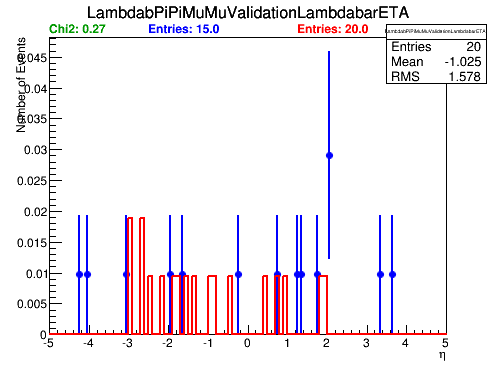 LambdabPiPiMuMuValidationLambdabarETA
Chi2: 0.27 Entries: 15.0 Entries: 20.0
LambdabPiPiMuMuValidationLambdabarETA
Entries 20
Mean -1.025
RMS 1.578
Number of Events
0.045
0.04
0.035
0.03
0.025
0.02
0.015
0.01
0.005
0
-5 -4 -3 -2 -1 0 1 2 3 4 5
η